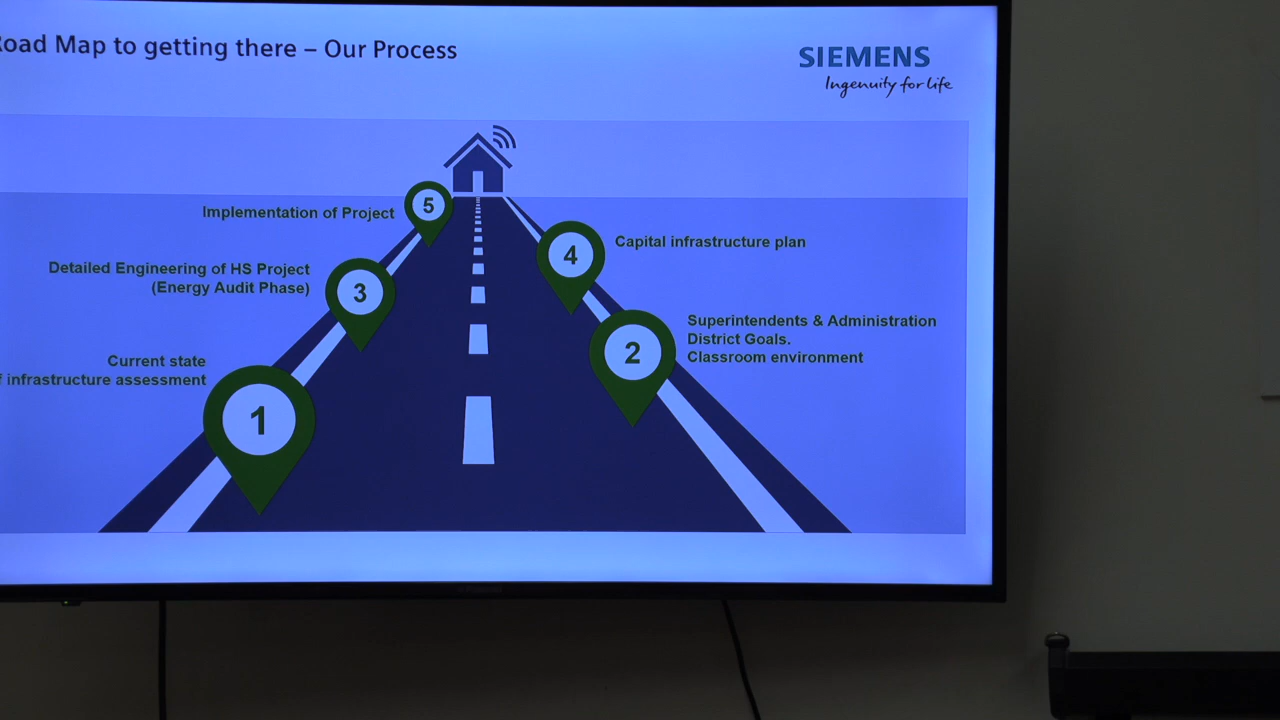 oad Map to getting there – Our Process
SIEMENS
Ingenuity for life
5
Implementation of Project
4
Capital infrastructure plan
Detailed Engineering of HS Project
(Energy Audit Phase)
3
Superintendents & Administration
District Goals.
Classroom environment
2
Current state
infrastructure assessment
1